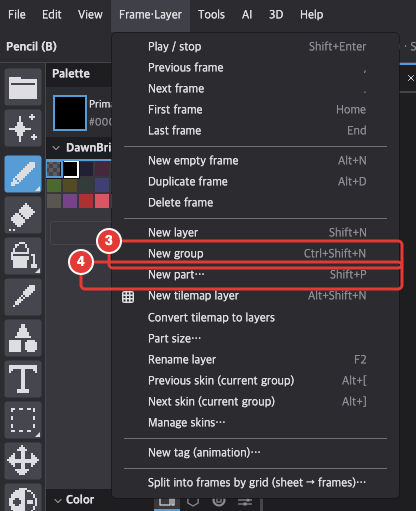 File Edit View Frame·Layer Tools AI 3D Help
Pencil (B)
Palette
Prima
#000
DawnBri
Play / stop Shift+Enter
Previous frame ,
Next frame .
First frame Home
Last frame End
New empty frame Alt+N
Duplicate frame Alt+D
Delete frame
New layer Shift+N
3
New group Ctrl+Shift+N
4
New part··· Shift+P
New tilemap layer Alt+Shift+N
Convert tilemap to layers
Part size···
Rename layer F2
Previous skin (current group) Alt+[
Next skin (current group) Alt+]
Manage skins···
New tag (animation)···
Split into frames by grid (sheet → frames)···
Color